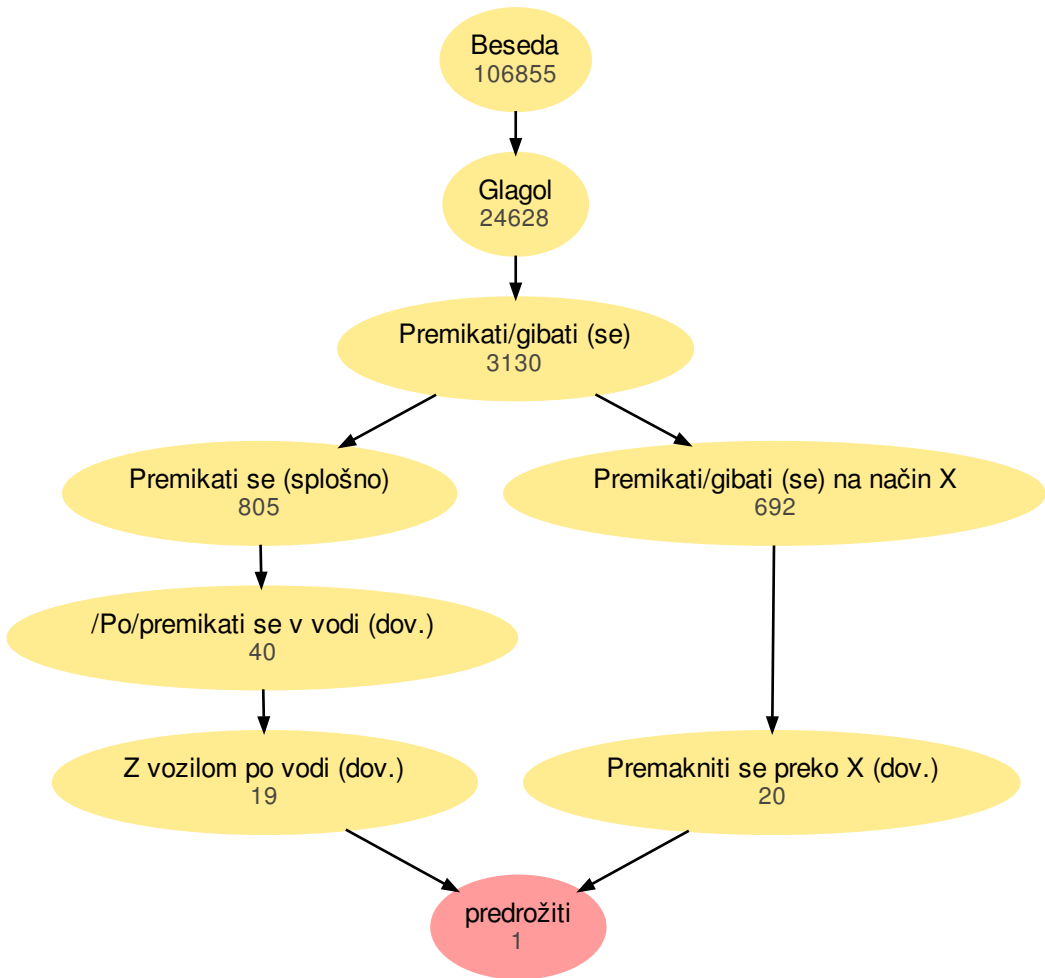 Beseda
106855
Glagol
24628
Premikati/gibati (se)
3130
Premikati se (splošno)
805
Premikati/gibati (se) na način X
692
/Po/premikati se v vodi (dov.)
40
Z vozilom po vodi (dov.)
19
Premakniti se preko X (dov.)
20
predrožiti
1